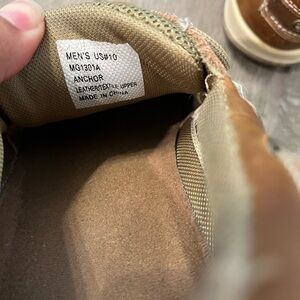 MEN'S US#10
MG1301A
ANCHOR
LEATHER/TEXTILE UPPER
MADE IN CHINA